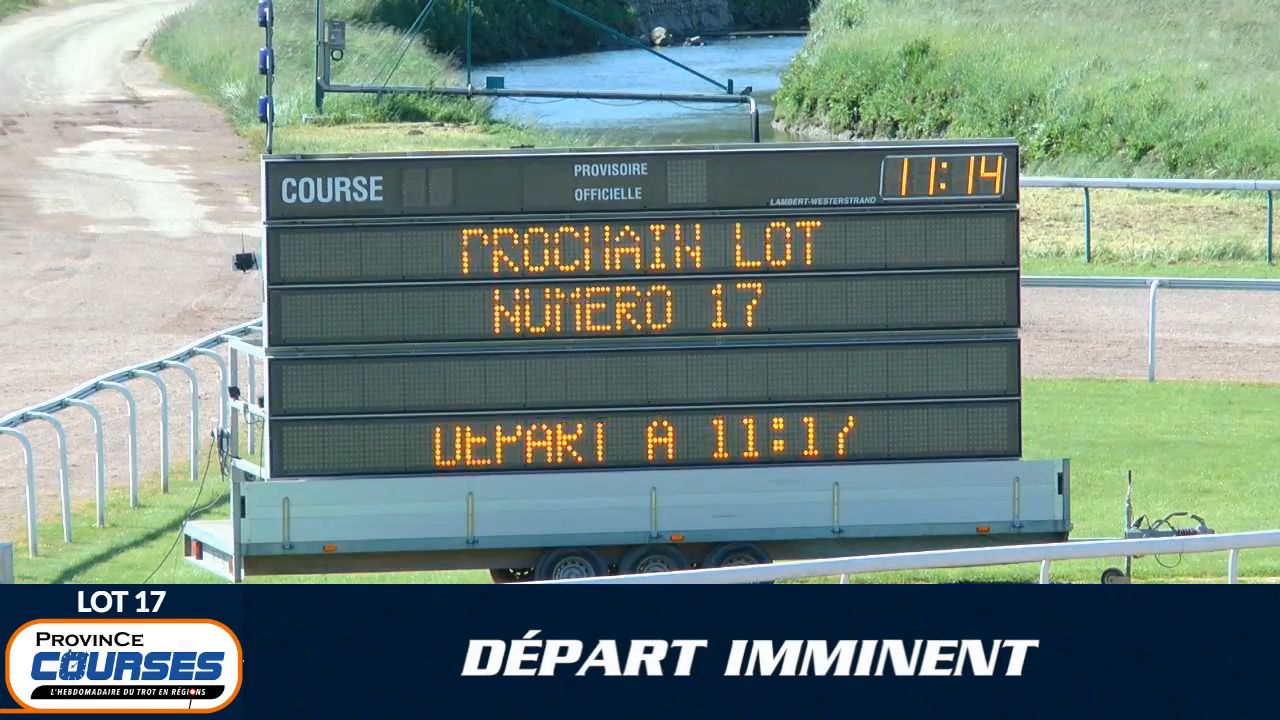 COURSE
PROVISOIRE
OFFICIELLE
11:14
LAMBERT-WESTERSTRAND
PROCHAIN LOT
NUMERO 17
DEPART A 11:17
LOT 17
PROVINCE
COURSES
L'HEBDOMADAIRE DU TROT EN RÉGIONS
DÉPART IMMINENT